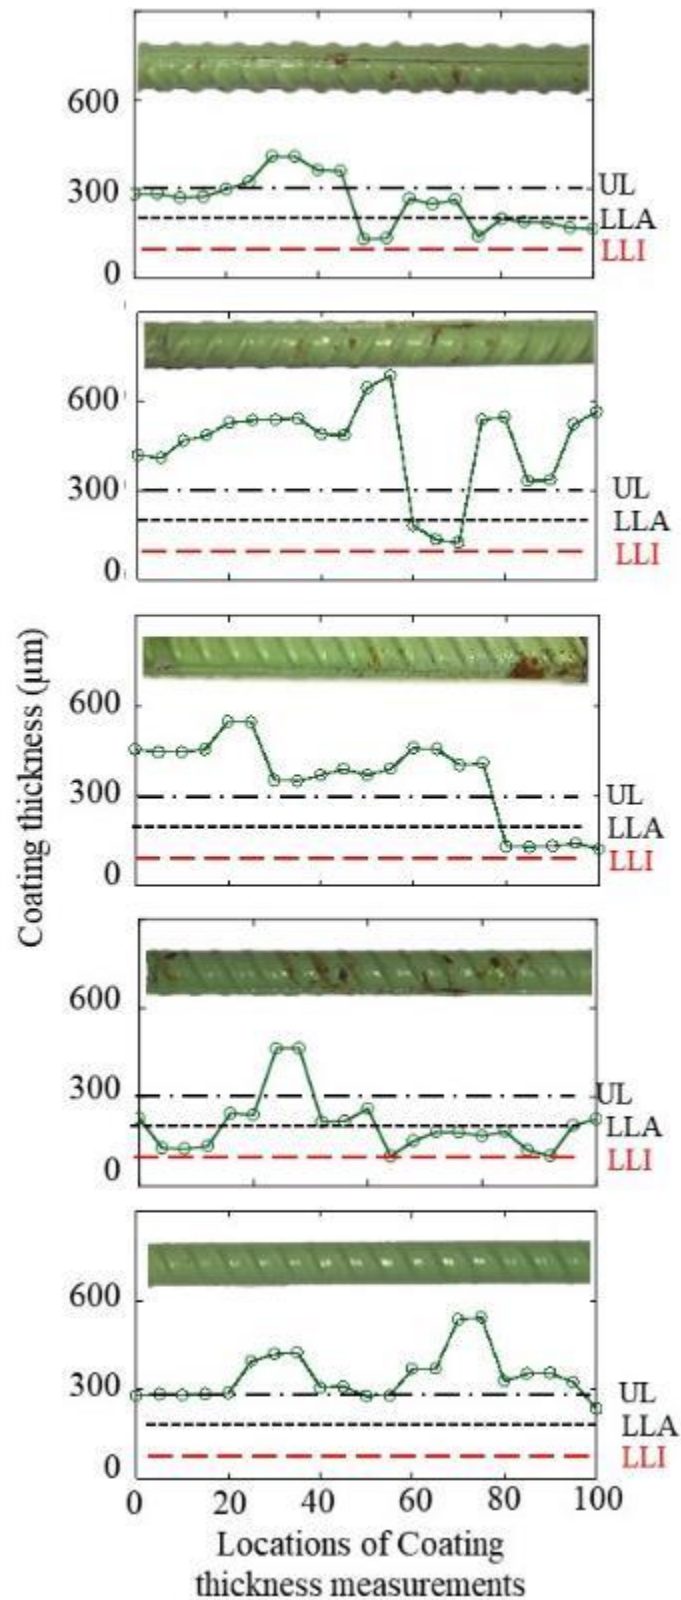 600
300
UL
LLA
LLI
0
600
300
UL
LLA
LLI
0
Coating thickness (μm)
600
300
UL
LLA
LLI
0
600
300
UL
LLA
LLI
0
600
300
UL
LLA
LLI
0
0 20 40 60 80 100
Locations of Coating
thickness measurements